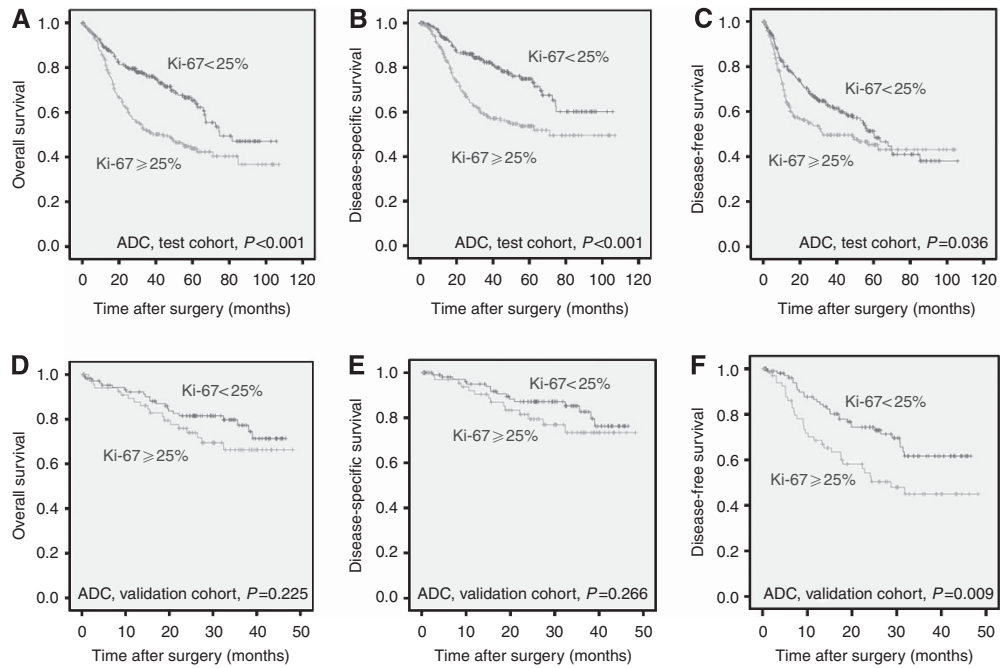 A
Overall survival
1.0
0.8
0.6
0.4
0.2
0.0
Ki-67<25%
Ki-67⩾25%
ADC, test cohort, P<0.001
0 20 40 60 80 100 120
Time after surgery (months)
B
Disease-specific survival
1.0
0.8
0.6
0.4
0.2
0.0
Ki-67<25%
Ki-67⩾25%
ADC, test cohort, P<0.001
0 20 40 60 80 100 120
Time after surgery (months)
C
Disease-free survival
1.0
0.8
0.6
0.4
0.2
0.0
Ki-67<25%
Ki-67⩾25%
ADC, test cohort, P=0.036
0 20 40 60 80 100 120
Time after surgery (months)
D
Overall survival
1.0
0.8
0.6
0.4
0.2
0.0
Ki-67<25%
Ki-67⩾25%
ADC, validation cohort, P=0.225
0 10 20 30 40 50
Time after surgery (months)
E
Disease-specific survival
1.0
0.8
0.6
0.4
0.2
0.0
Ki-67<25%
Ki-67⩾25%
ADC, validation cohort, P=0.266
0 10 20 30 40 50
Time after surgery (months)
F
Disease-free survival
1.0
0.8
0.6
0.4
0.2
0.0
Ki-67<25%
Ki-67⩾25%
ADC, validation cohort, P=0.009
0 10 20 30 40 50
Time after surgery (months)